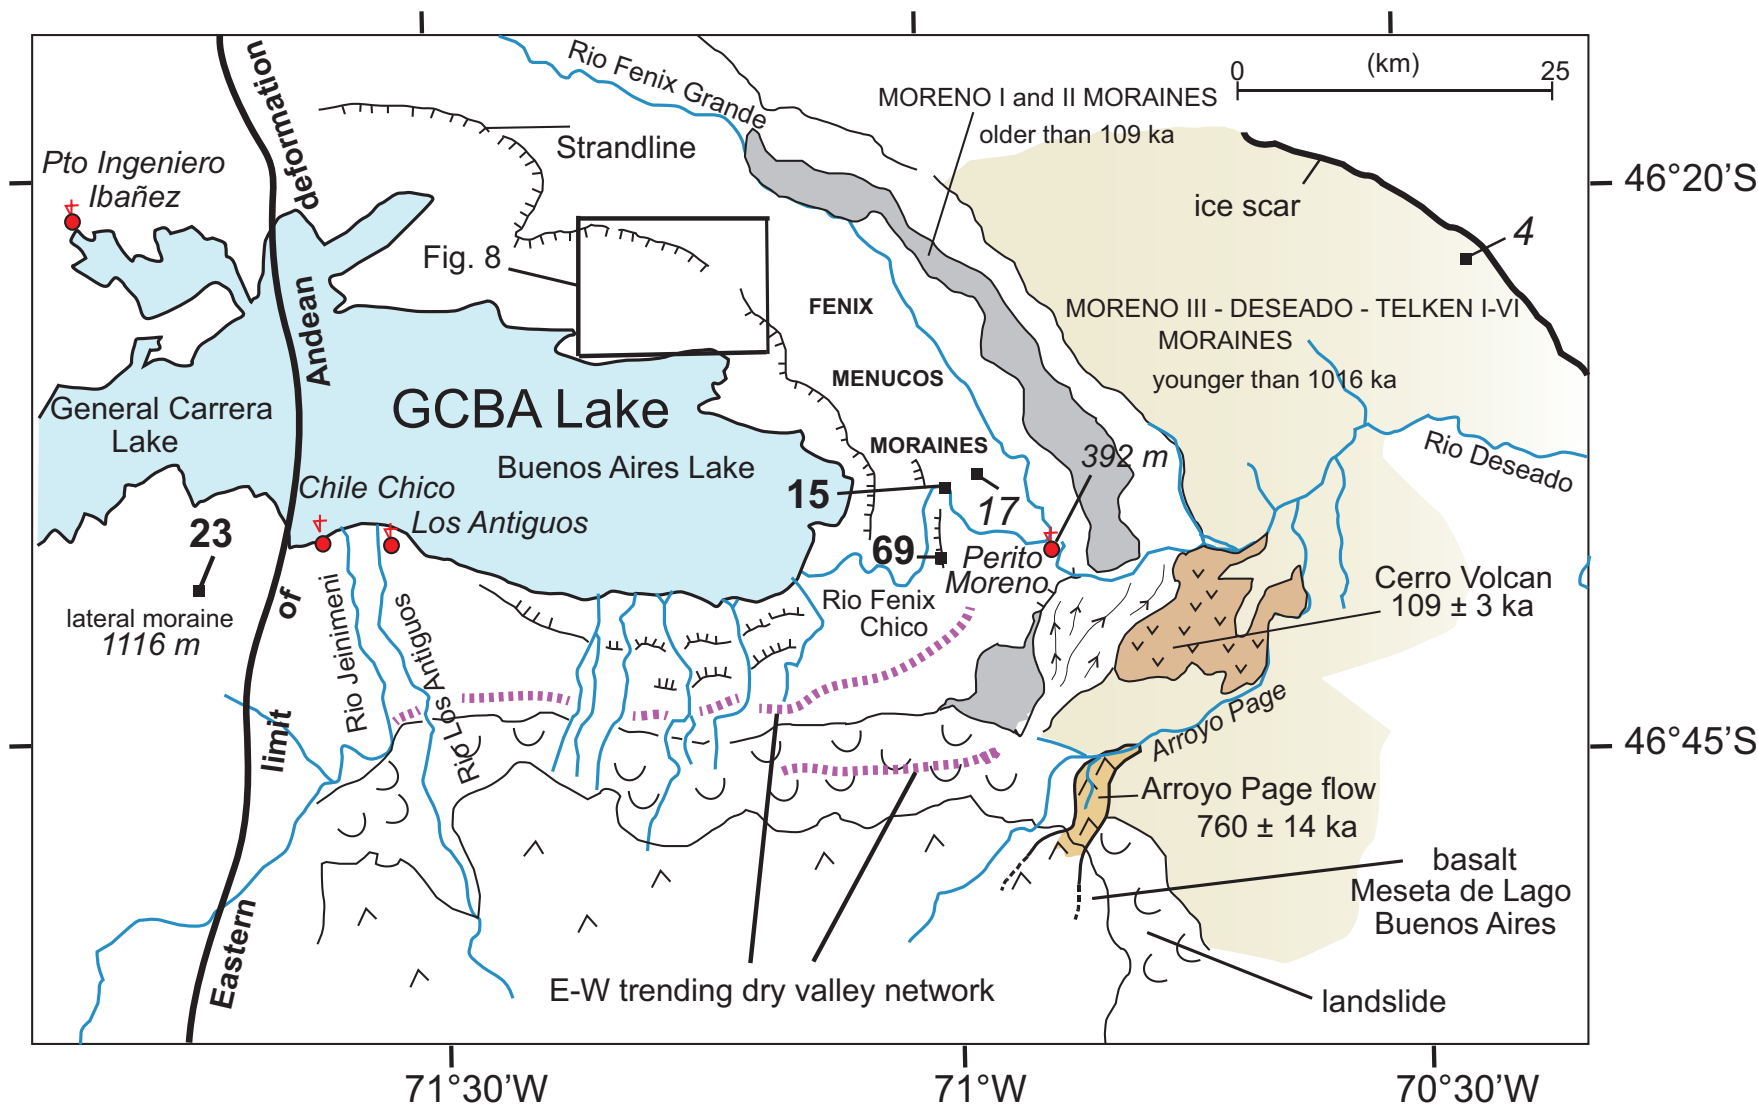 Rio Fenix Grande
0
(km)
25
MORENO I and II MORAINES
older than 109 ka
Strandline
Pto Ingeniero
Ibañez
46°20'S
ice scar
4
Fig. 8
FENIX
MORENO III - DESEADO - TELKEN I-VI
MORAINES
younger than 1016 ka
MENUCOS
General Carrera
Lake
GCBA Lake
Buenos Aires Lake
MORAINES
392 m
Rio Deseado
Chile Chico
Los Antiguos
15
17
23
69
Perito
Moreno
lateral moraine
1116 m
Rio Fenix
Chico
Cerro Volcan
109 ± 3 ka
Rio Jeinimeni
Rio Los Antiguos
Eastern limit of Andean deformation
Arroyo Page
46°45'S
Arroyo Page flow
760 ± 14 ka
basalt
Meseta de Lago
Buenos Aires
E-W trending dry valley network
landslide
71°30'W
71°W
70°30'W